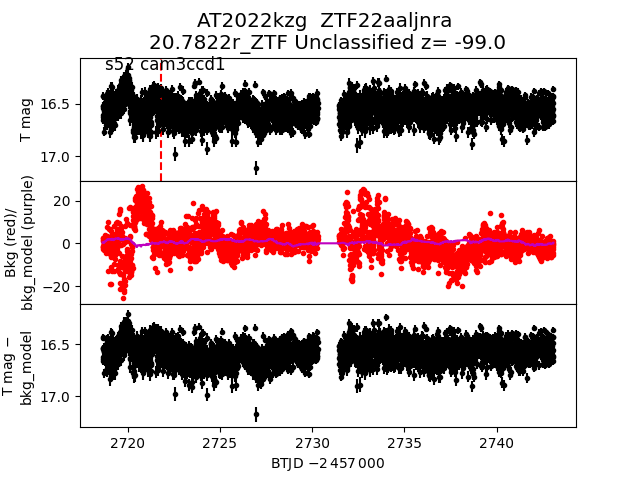 AT2022kzg  ZTF22aaljnra
20.7822r_ZTF Unclassified z= -99.0
s52 cam3ccd1
T mag
16.5
17.0
Bkg (red)/
bkg_model (purple)
20
0
−20
T mag −
bkg_model
16.5
17.0
2720
2725
2730
2735
2740
BTJD −2 457 000